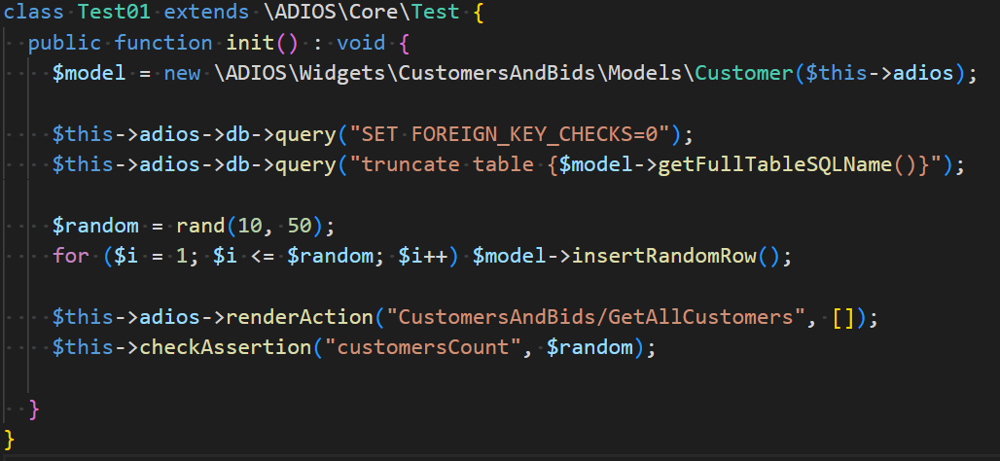 class Test01 extends \ADIOS\Core\Test {
  public function init() : void {
    $model = new \ADIOS\Widgets\CustomersAndBids\Models\Customer($this->adios);

    $this->adios->db->query("SET FOREIGN_KEY_CHECKS=0");
    $this->adios->db->query("truncate table {$model->getFullTableSQLName()}");

    $random = rand(10, 50);
    for ($i = 1; $i <= $random; $i++) $model->insertRandomRow();

    $this->adios->renderAction("CustomersAndBids/GetAllCustomers", []);
    $this->checkAssertion("customersCount", $random);

  }
}